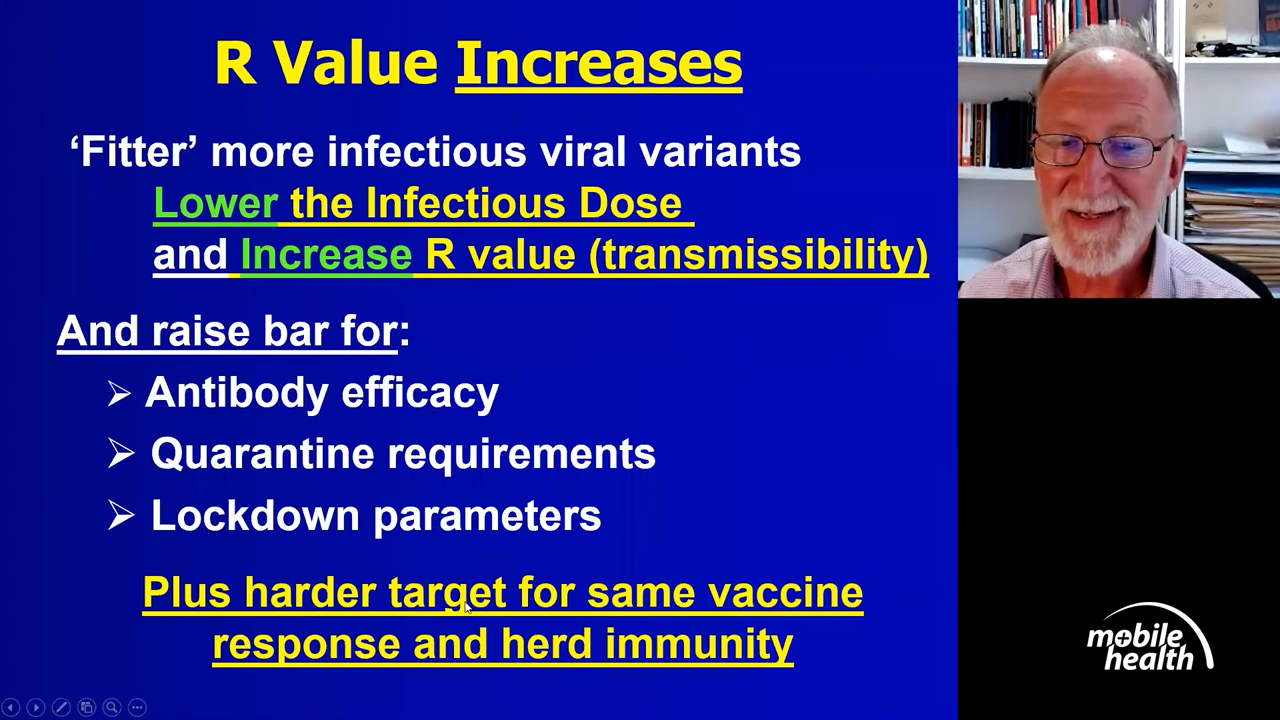 R Value Increases
‘Fitter’ more infectious viral variants
Lower the Infectious Dose
and Increase R value (transmissibility)
And raise bar for:
➢ Antibody efficacy
➢ Quarantine requirements
➢ Lockdown parameters
Plus harder target for same vaccine
response and herd immunity
mobile
health